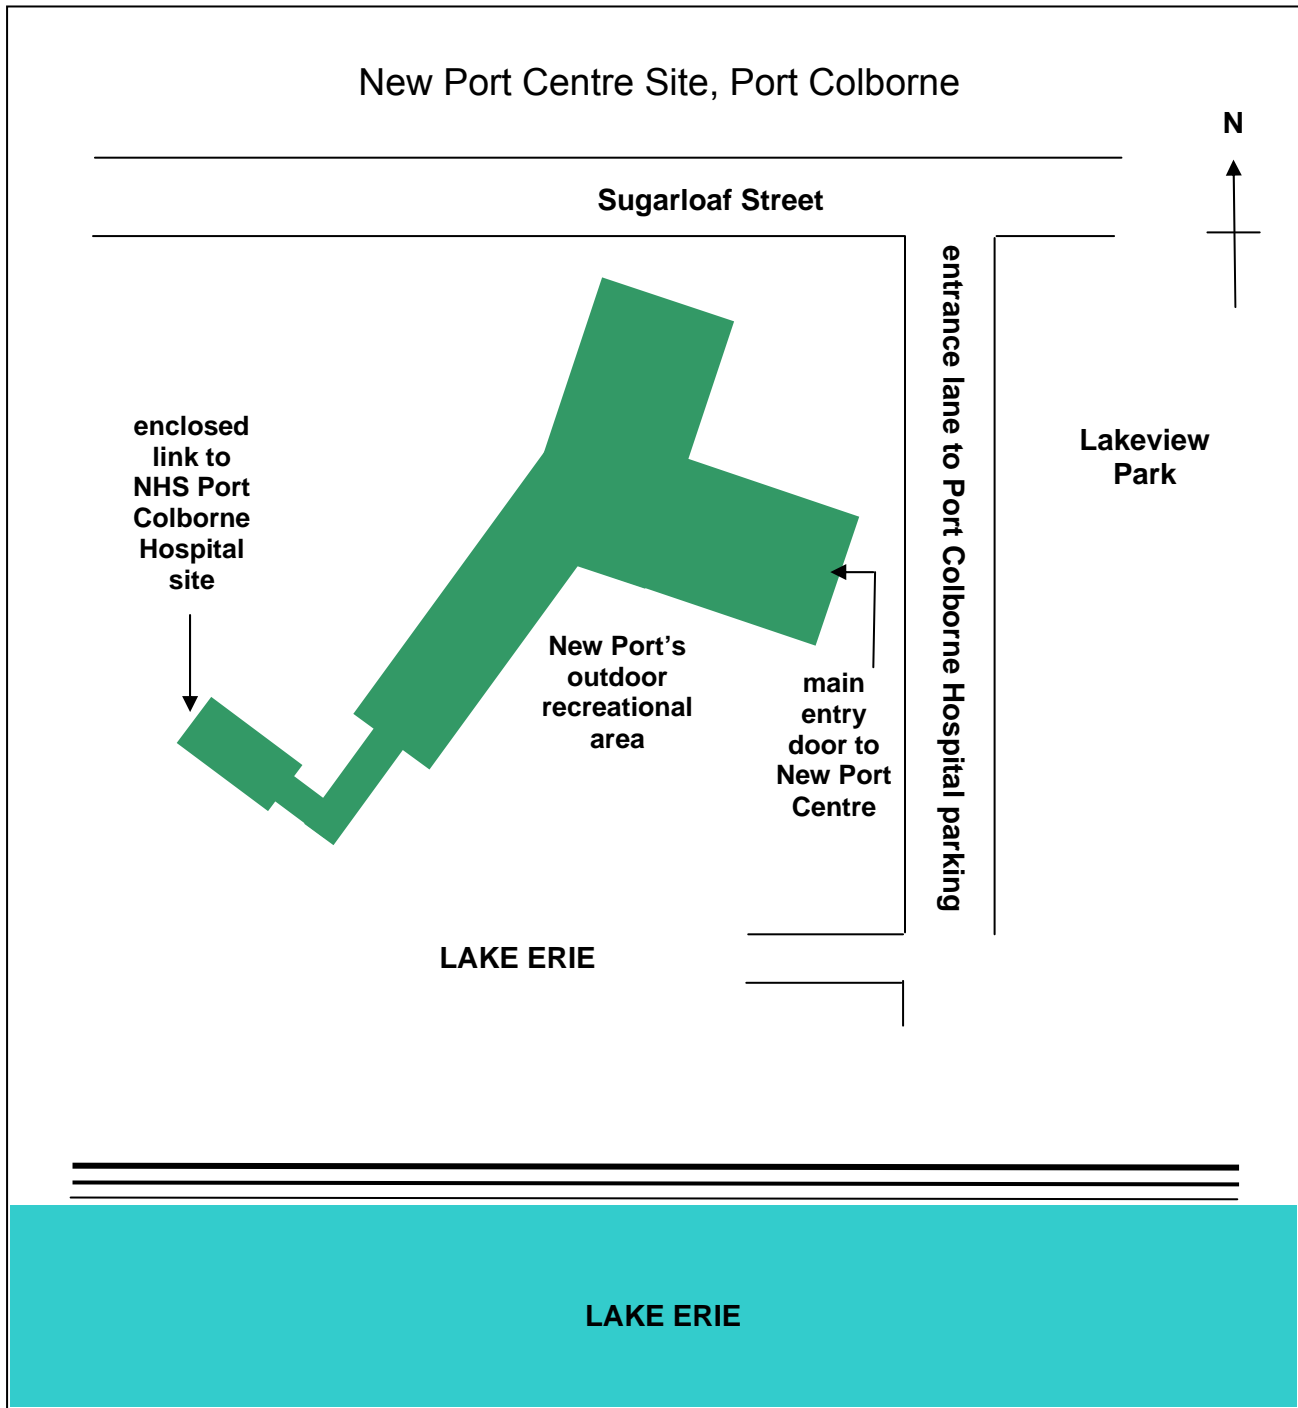 New Port Centre Site, Port Colborne
N
Sugarloaf Street
entrance lane to Port Colborne Hospital parking
Lakeview
Park
enclosed
link to
NHS Port
Colborne
Hospital
site
New Port’s
outdoor
recreational
area
main
entry
door to
New Port
Centre
LAKE ERIE
LAKE ERIE